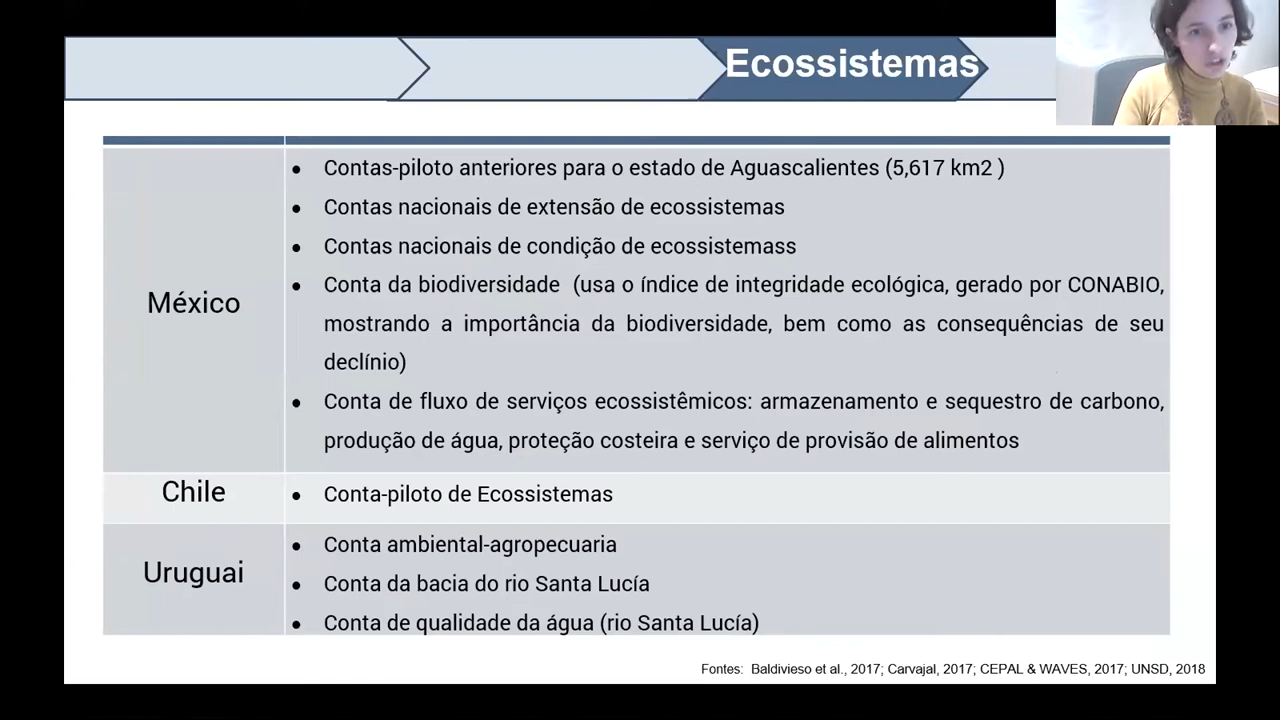 Ecossistemas
México
• Contas-piloto anteriores para o estado de Aguascalientes (5,617 km2 )
• Contas nacionais de extensão de ecossistemas
• Contas nacionais de condição de ecossistemass
• Conta da biodiversidade (usa o índice de integridade ecológica, gerado por CONABIO,
mostrando a importância da biodiversidade, bem como as consequências de seu
declínio)
• Conta de fluxo de serviços ecossistêmicos: armazenamento e sequestro de carbono,
produção de água, proteção costeira e serviço de provisão de alimentos
Chile
• Conta-piloto de Ecossistemas
Uruguai
• Conta ambiental-agropecuaria
• Conta da bacia do rio Santa Lucía
• Conta de qualidade da água (rio Santa Lucía)
Fontes: Baldivieso et al., 2017; Carvajal, 2017; CEPAL & WAVES, 2017; UNSD, 2018